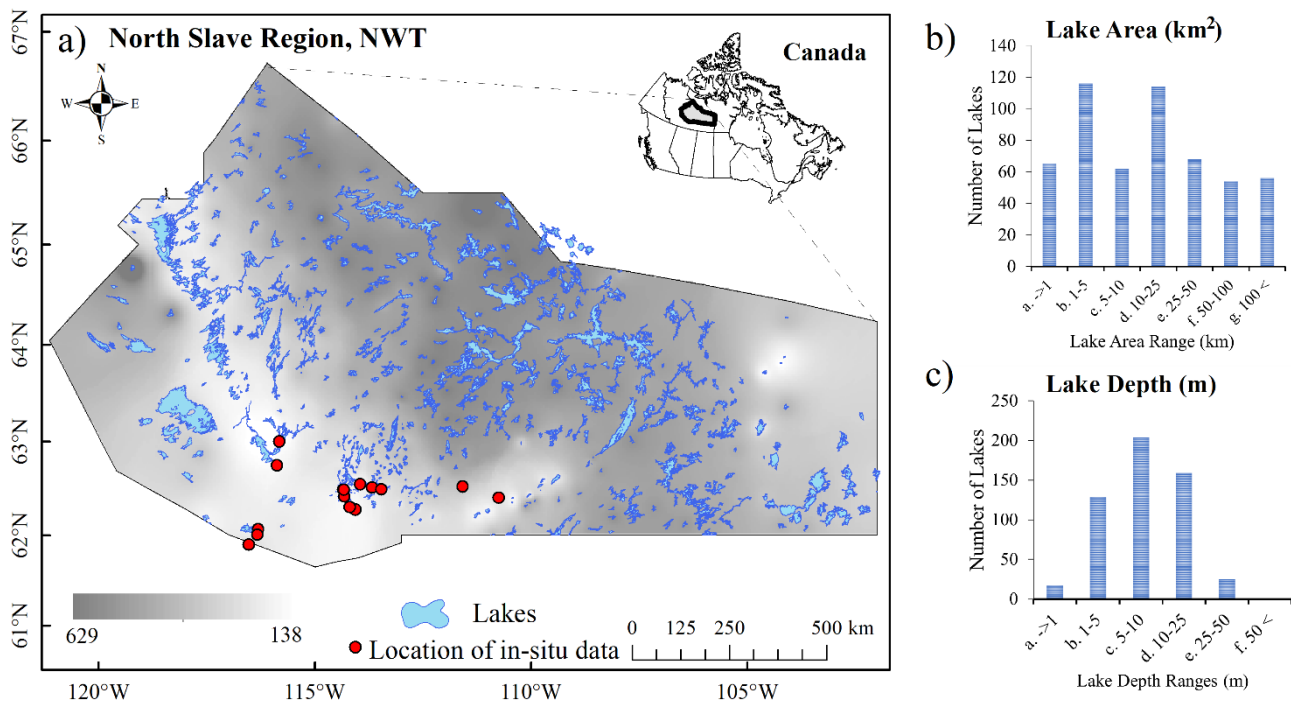 a)
North Slave Region, NWT
Canada
N
W
E
S
67°N
66°N
65°N
64°N
63°N
62°N
61°N
629
138
Lakes
Location of in-situ data
0 125 250 500 km
120°W 115°W 110°W 105°W
b)
Lake Area (km²)
Number of Lakes
140
120
100
80
60
40
20
0
a. ->1
b. 1-5
c. 5-10
d. 10-25
e. 25-50
f. 50-100
g. 100<
Lake Area Range (km)
c)
Lake Depth (m)
Number of Lakes
250
200
150
100
50
0
a. ->1
b. 1-5
c. 5-10
d. 10-25
e. 25-50
f. 50 <
Lake Depth Ranges (m)